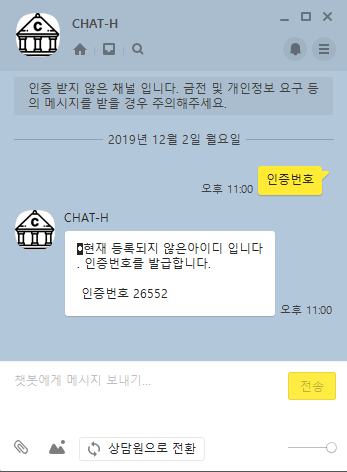 CHAT-H
인증 받지 않은 채널 입니다. 금전 및 개인정보 요구 등
의 메시지를 받을 경우 주의해주세요.
2019년 12월 2일 월요일
인증번호
오후 11:00
CHAT-H
현재 등록되지 않은아이디 입니다
. 인증번호를 발급합니다.
인증번호 26552
오후 11:00
챗봇에게 메시지 보내기...
전송
상담원으로 전환